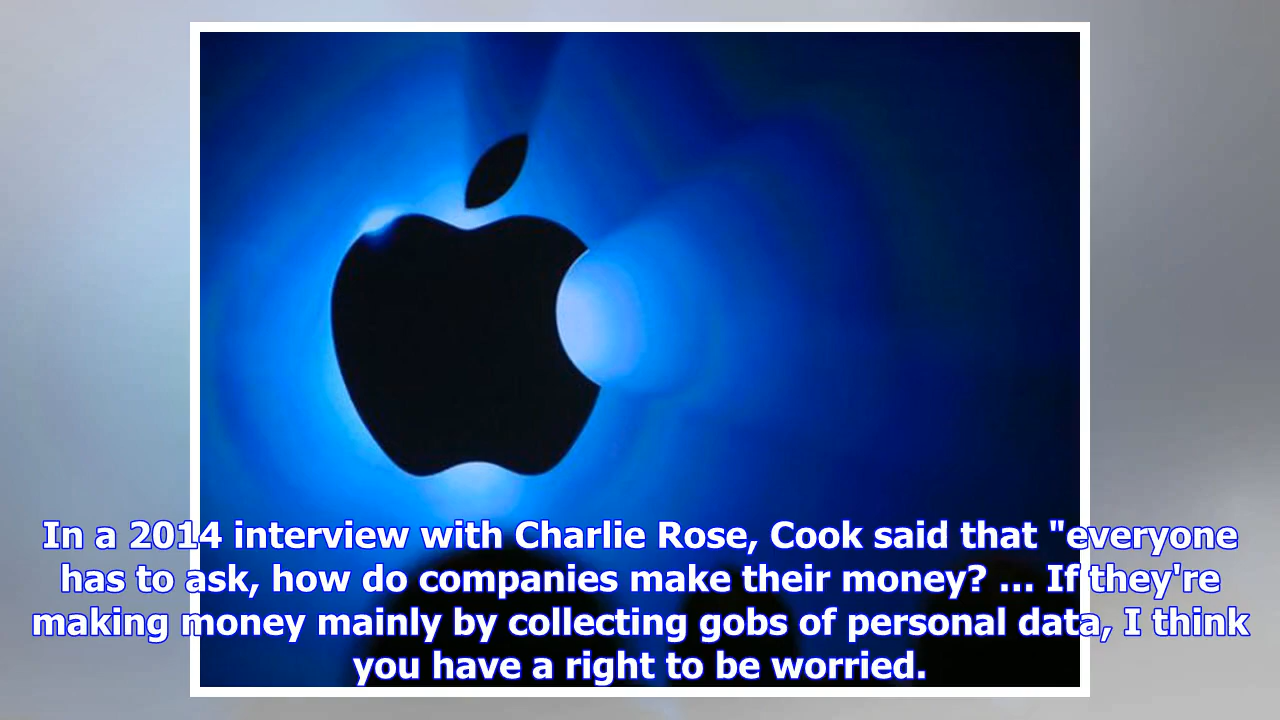 In a 2014 interview with Charlie Rose, Cook said that "everyone
has to ask, how do companies make their money? ... If they're
making money mainly by collecting gobs of personal data, I think
you have a right to be worried.